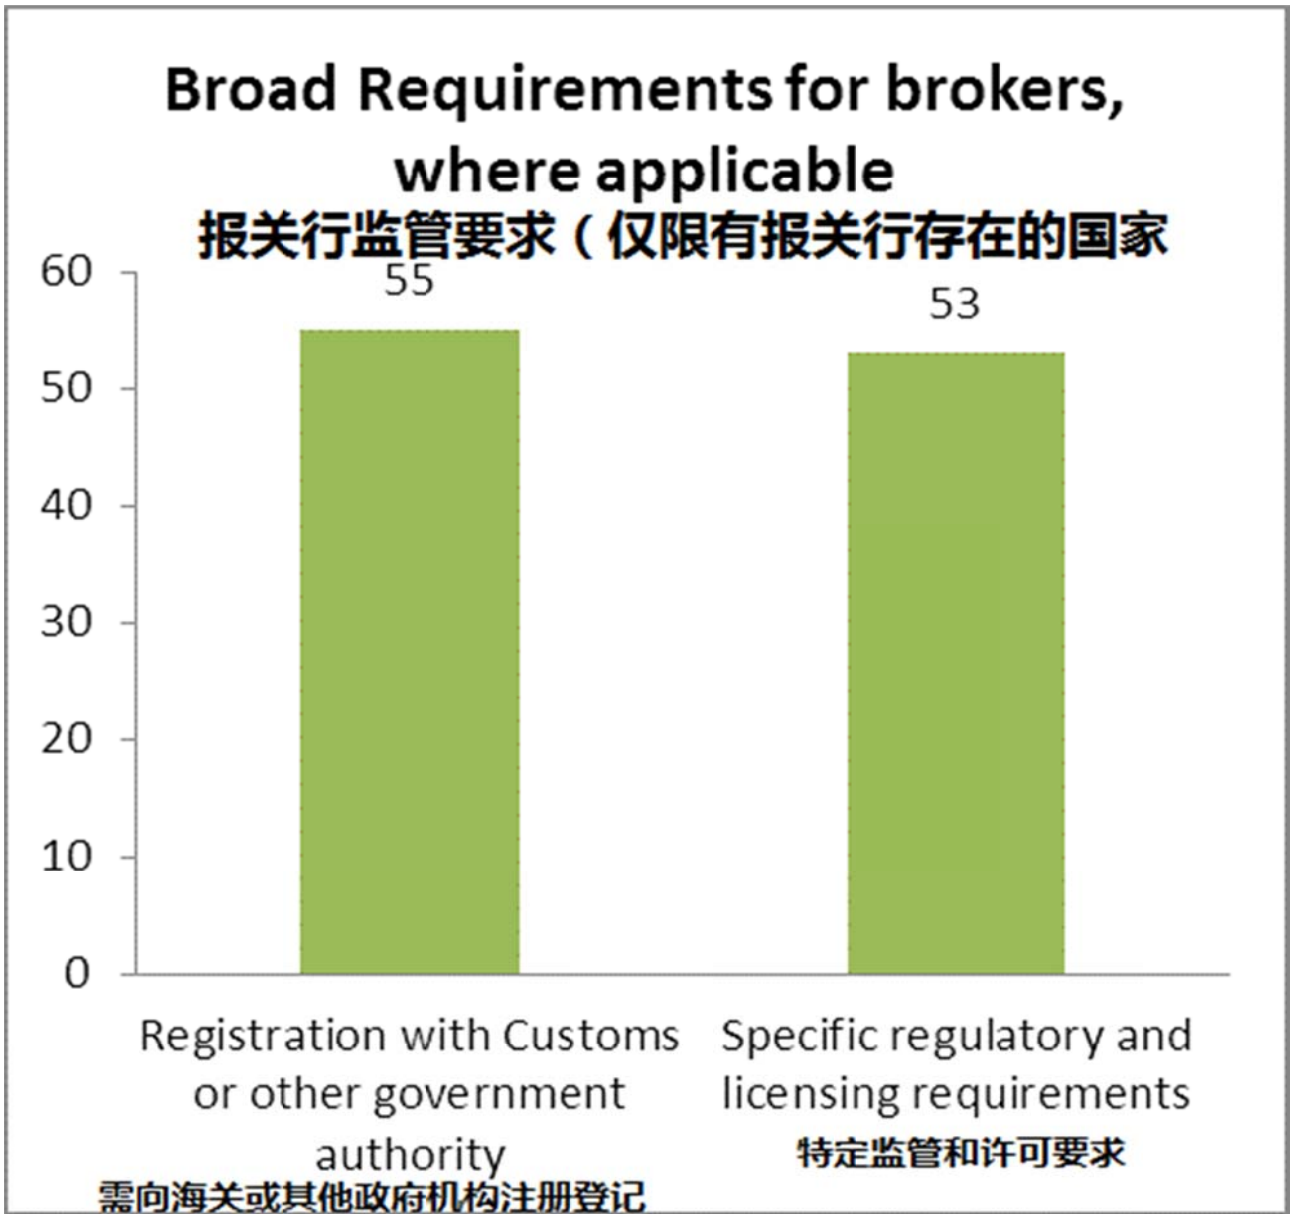 Broad Requirements for brokers,
where applicable
报关行监管要求（仅限有报关行存在的国家
60
55
53
50
40
30
20
10
0
Registration with Customs
or other government
authority
需向海关或其他政府机构注册登记
Specific regulatory and
licensing requirements
特定监管和许可要求